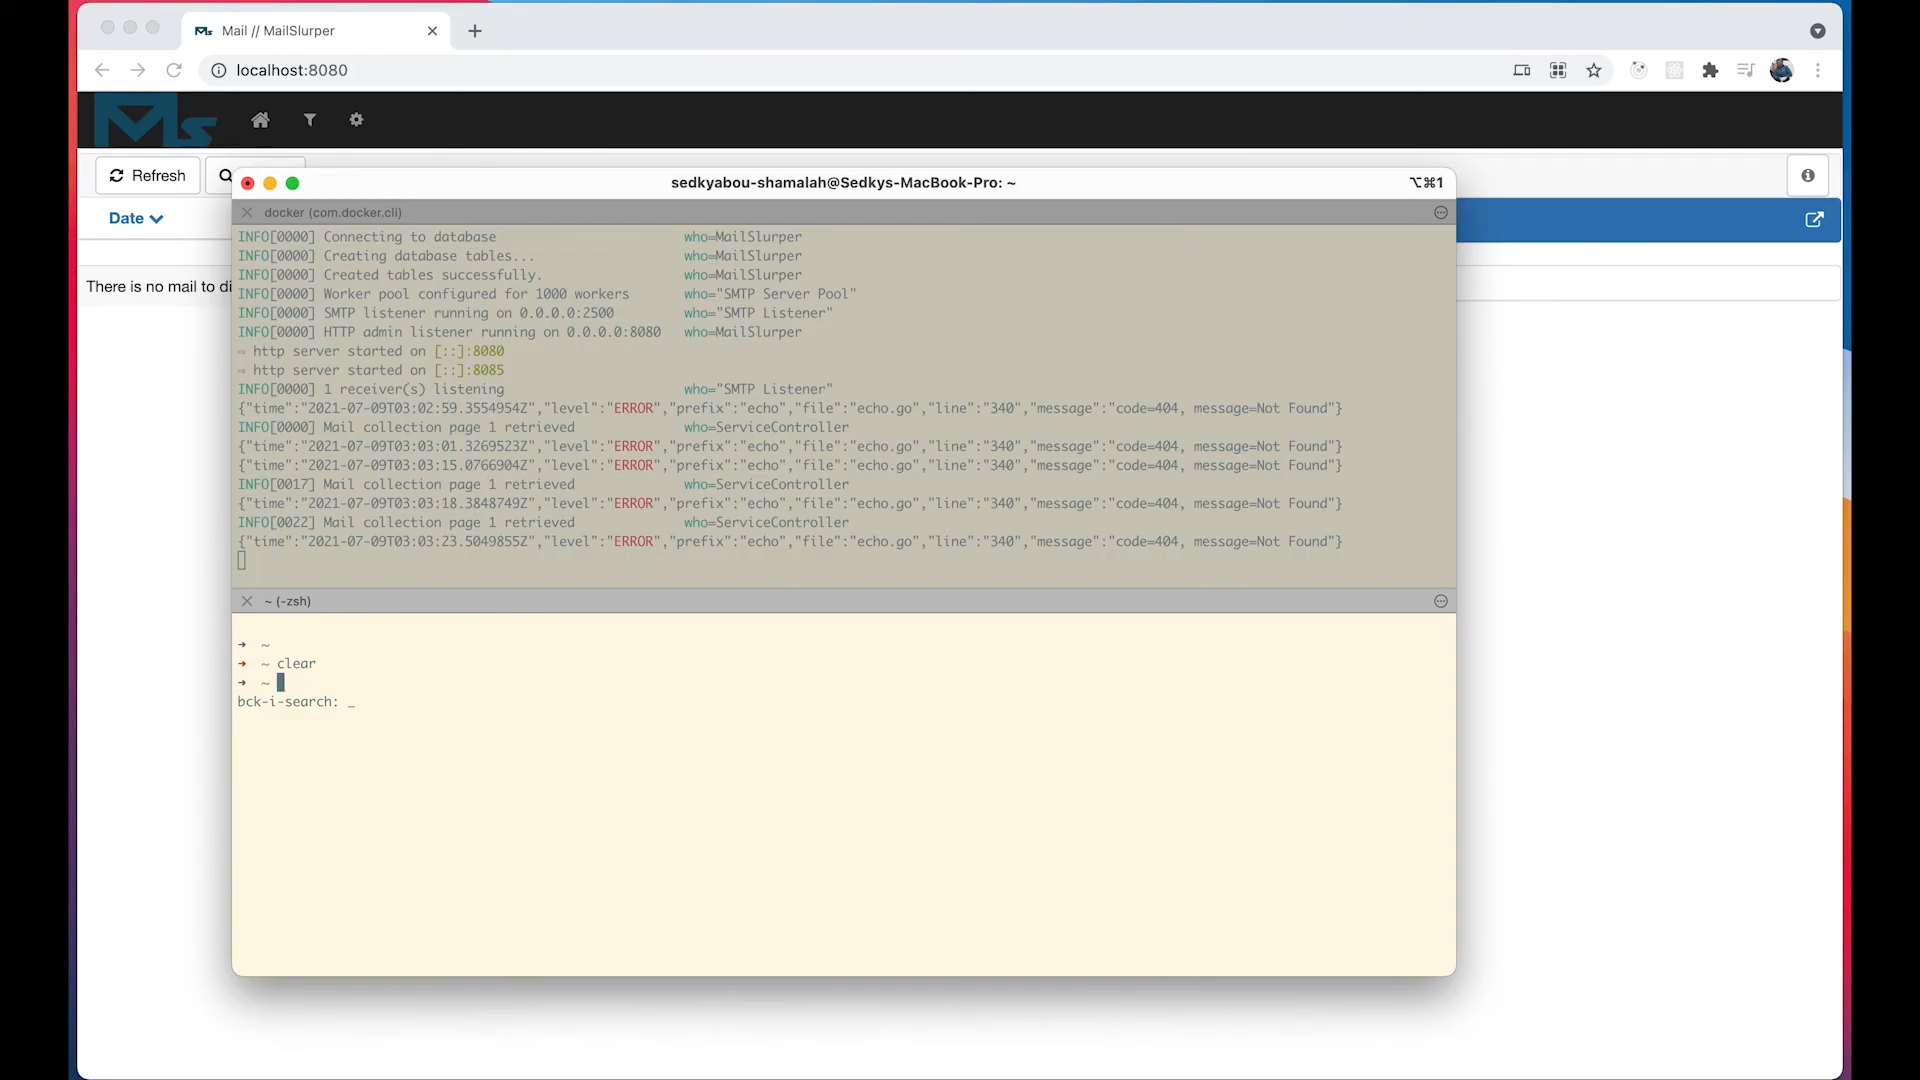 Mail // MailSlurper
localhost:8080
Ms
Refresh
Date
There is no mail to di
sedkyabou-shamalah@Sedkys-MacBook-Pro: ~
⌥⌘1
docker (com.docker.cli)
INFO[0000] Connecting to database who=MailSlurper
INFO[0000] Creating database tables... who=MailSlurper
INFO[0000] Created tables successfully. who=MailSlurper
INFO[0000] Worker pool configured for 1000 workers who="SMTP Server Pool"
INFO[0000] SMTP listener running on 0.0.0.0:2500 who="SMTP Listener"
INFO[0000] HTTP admin listener running on 0.0.0.0:8080 who=MailSlurper
⇨ http server started on [::]:8080
⇨ http server started on [::]:8085
INFO[0000] 1 receiver(s) listening who="SMTP Listener"
{"time":"2021-07-09T03:02:59.3554954Z","level":"ERROR","prefix":"echo","file":"echo.go","line":"340","message":"code=404, message=Not Found"}
INFO[0000] Mail collection page 1 retrieved who=ServiceController
{"time":"2021-07-09T03:03:01.3269523Z","level":"ERROR","prefix":"echo","file":"echo.go","line":"340","message":"code=404, message=Not Found"}
{"time":"2021-07-09T03:03:15.0766904Z","level":"ERROR","prefix":"echo","file":"echo.go","line":"340","message":"code=404, message=Not Found"}
INFO[0017] Mail collection page 1 retrieved who=ServiceController
{"time":"2021-07-09T03:03:18.3848749Z","level":"ERROR","prefix":"echo","file":"echo.go","line":"340","message":"code=404, message=Not Found"}
INFO[0022] Mail collection page 1 retrieved who=ServiceController
{"time":"2021-07-09T03:03:23.5049855Z","level":"ERROR","prefix":"echo","file":"echo.go","line":"340","message":"code=404, message=Not Found"}
~ (-zsh)
➜ ~
➜ ~ clear
➜ ~
bck-i-search: _